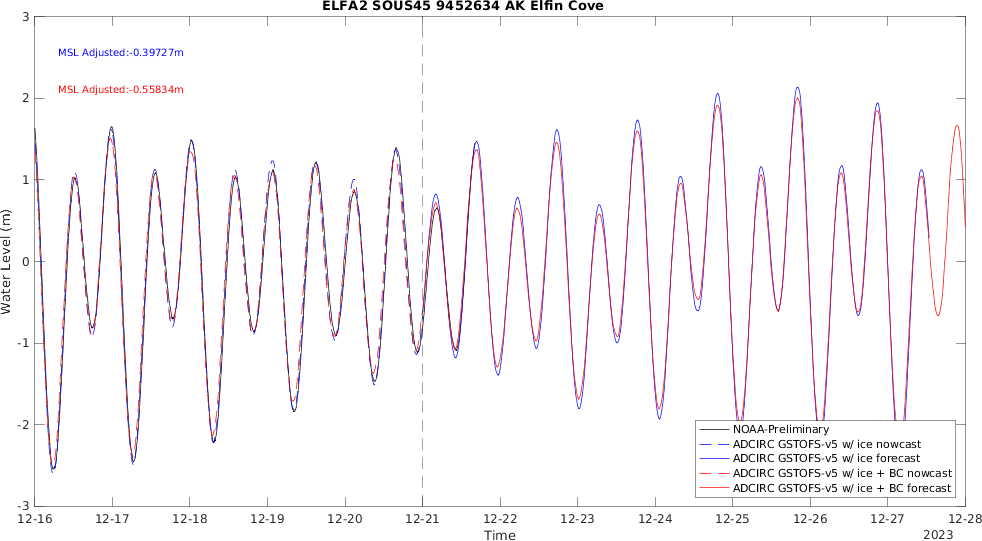 ELFA2 SOUS45 9452634 AK Elfin Cove
MSL Adjusted:-0.39727m
MSL Adjusted:-0.55834m
3
2
1
0
-1
-2
-3
Water Level (m)
NOAA-Preliminary
ADCIRC GSTOFS-v5 w/ ice nowcast
ADCIRC GSTOFS-v5 w/ ice forecast
ADCIRC GSTOFS-v5 w/ ice + BC nowcast
ADCIRC GSTOFS-v5 w/ ice + BC forecast
12-16 12-17 12-18 12-19 12-20 12-21 12-22 12-23 12-24 12-25 12-26 12-27 12-28
Time
2023